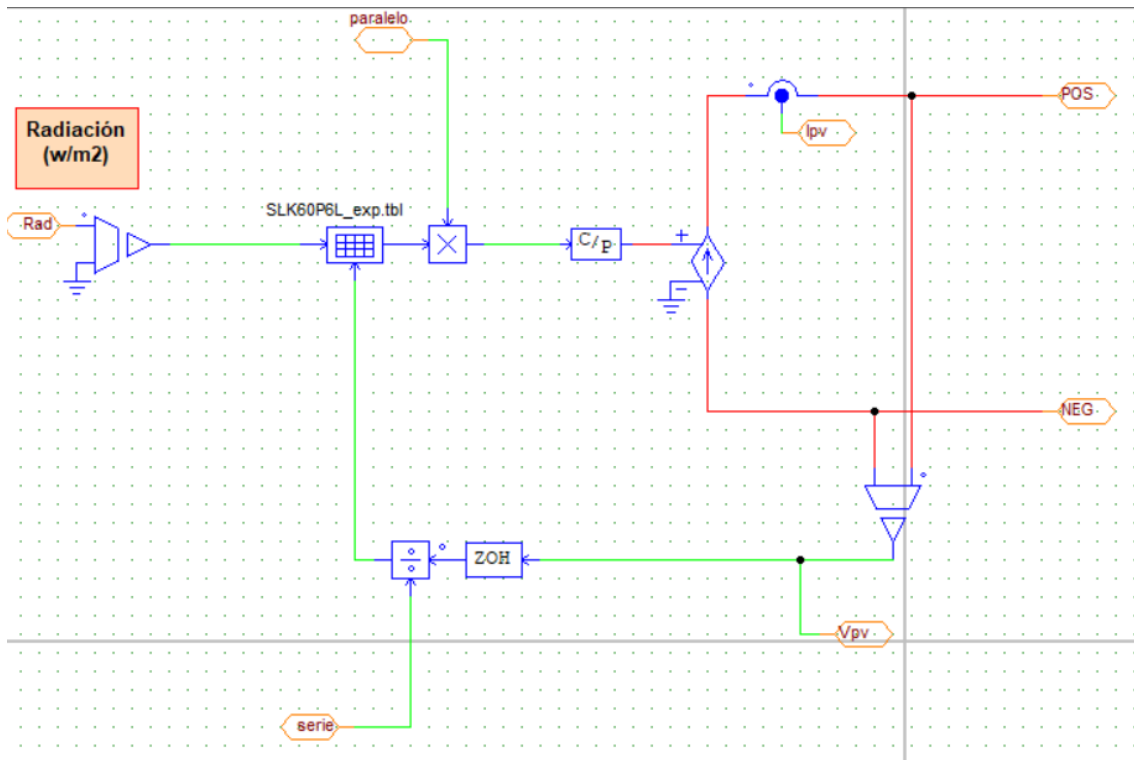 paralelo
POS
Radiación
(w/m2)
Ipv
SLK60P6L_exp.tbl
Rad
C/P
+
-
NEG
ZOH
Vpv
serie